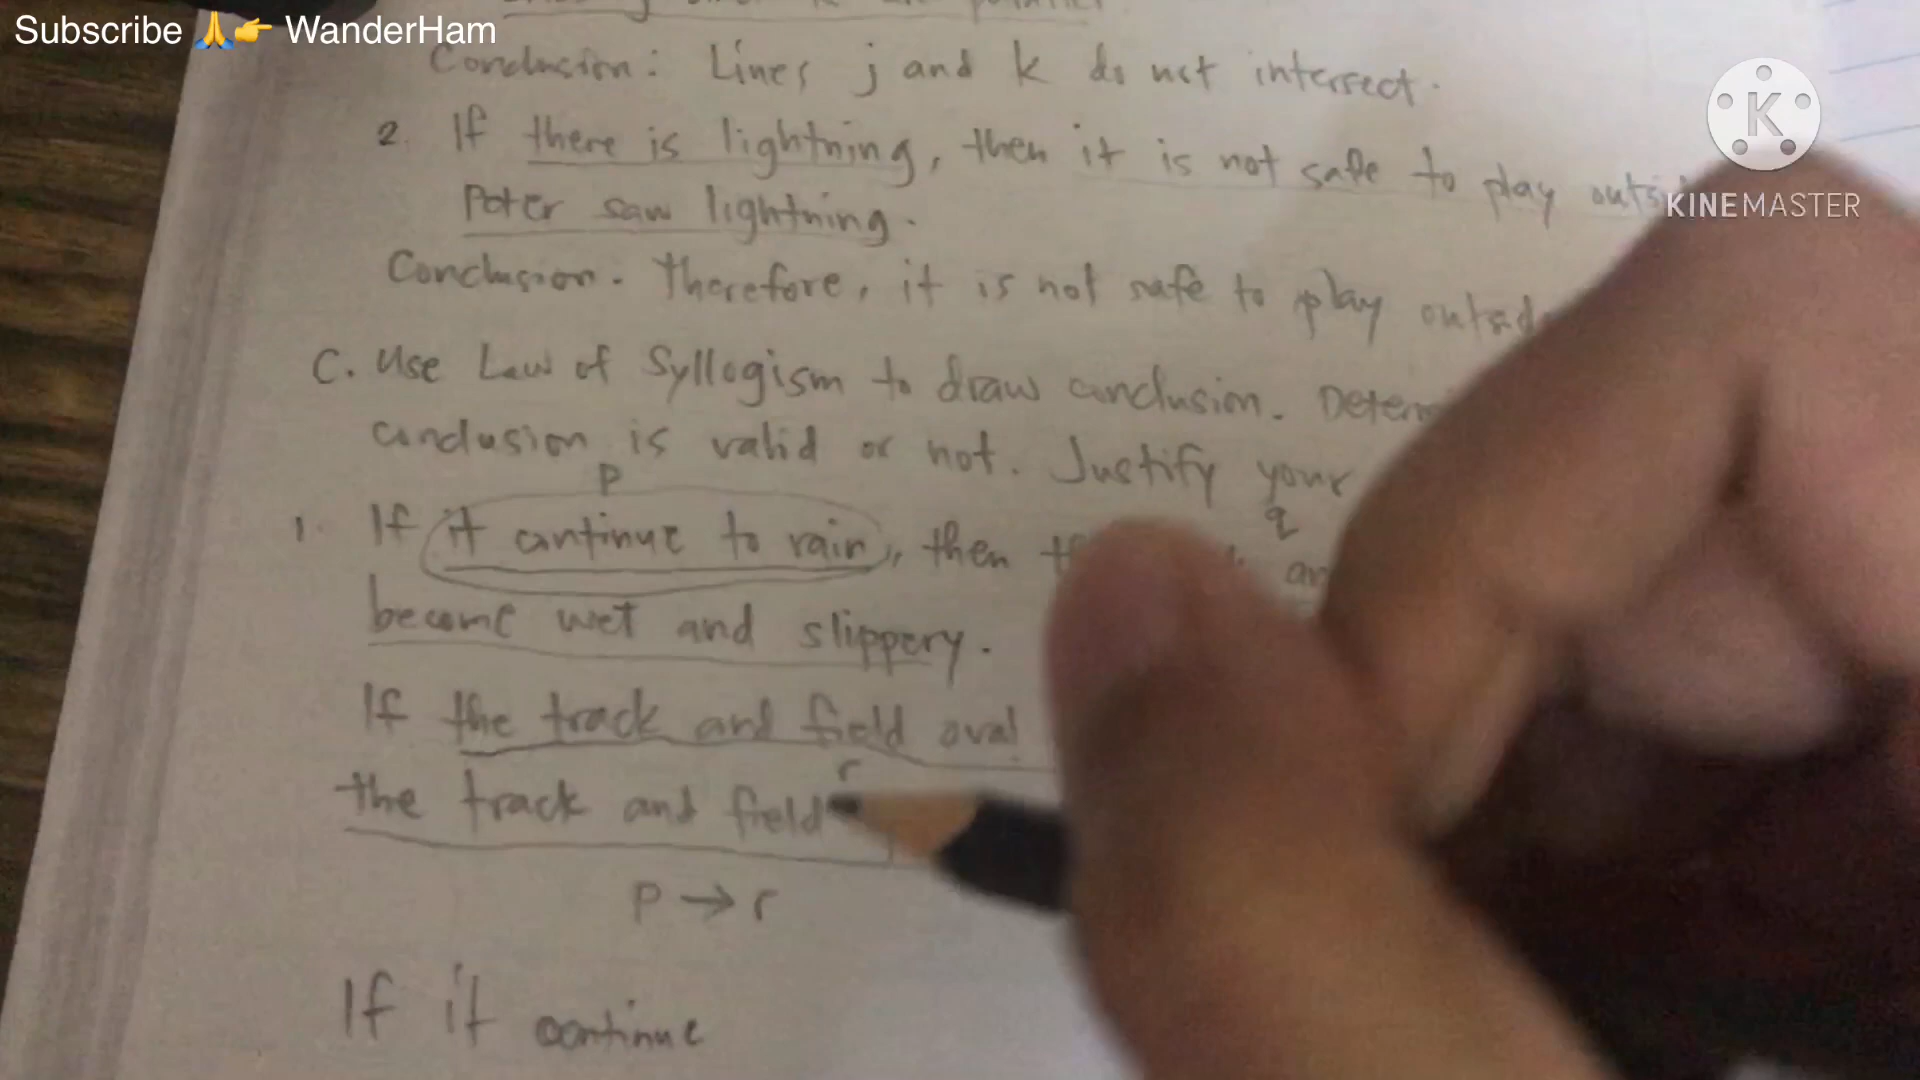 Subscribe 🙏👉 WanderHam
Conclusion: Lines j and k do not intersect.
K
KINEMASTER
2. If there is lightning, then it is not safe to play
Peter saw lightning.
Conclusion. Therefore, it is not safe to play
C. Use Law of Syllogism to draw conclusion.
conclusion is valid or not. Justify your
p
q
1. If it continue to rain, then
become wet and slippery.
If the track and field oval
r
the track and field
p → r
If it continue